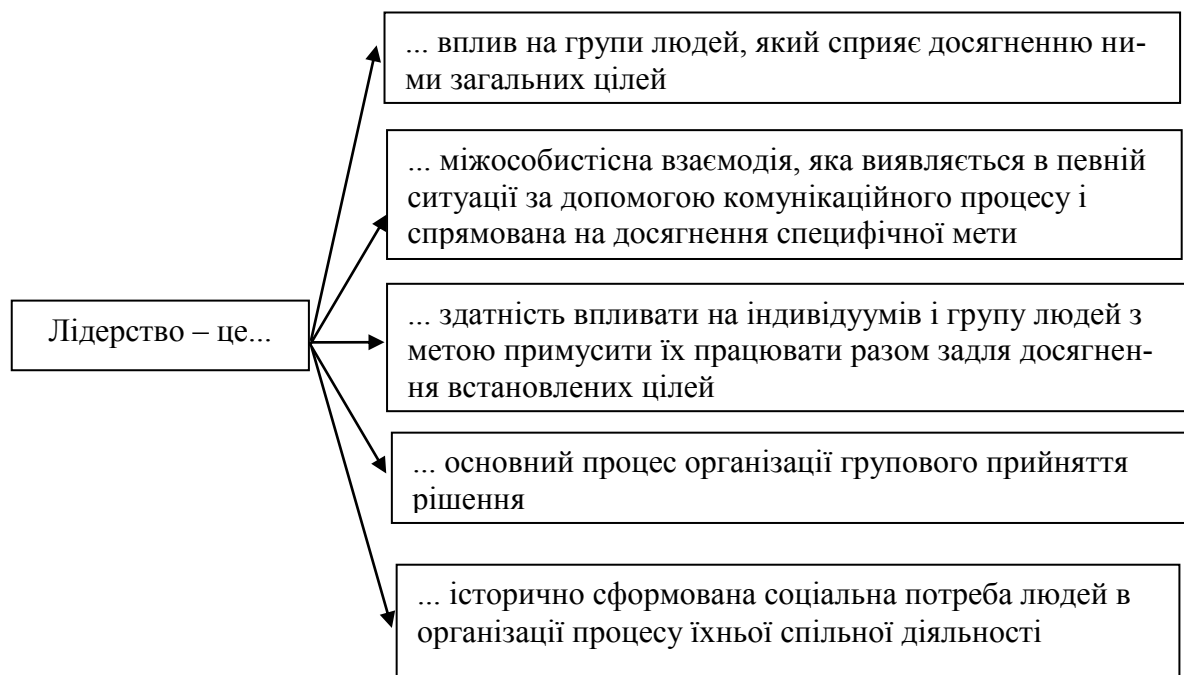 ... вплив на групи людей, який сприяє досягненню ни-
ми загальних цілей
... міжособистісна взаємодія, яка виявляється в певній
ситуації за допомогою комунікаційного процесу і
спрямована на досягнення специфічної мети
Лідерство – це...
... здатність впливати на індивідуумів і групу людей з
метою примусити їх працювати разом задля досягнен-
ня встановлених цілей
... основний процес організації групового прийняття
рішення
... історично сформована соціальна потреба людей в
організації процесу їхньої спільної діяльності